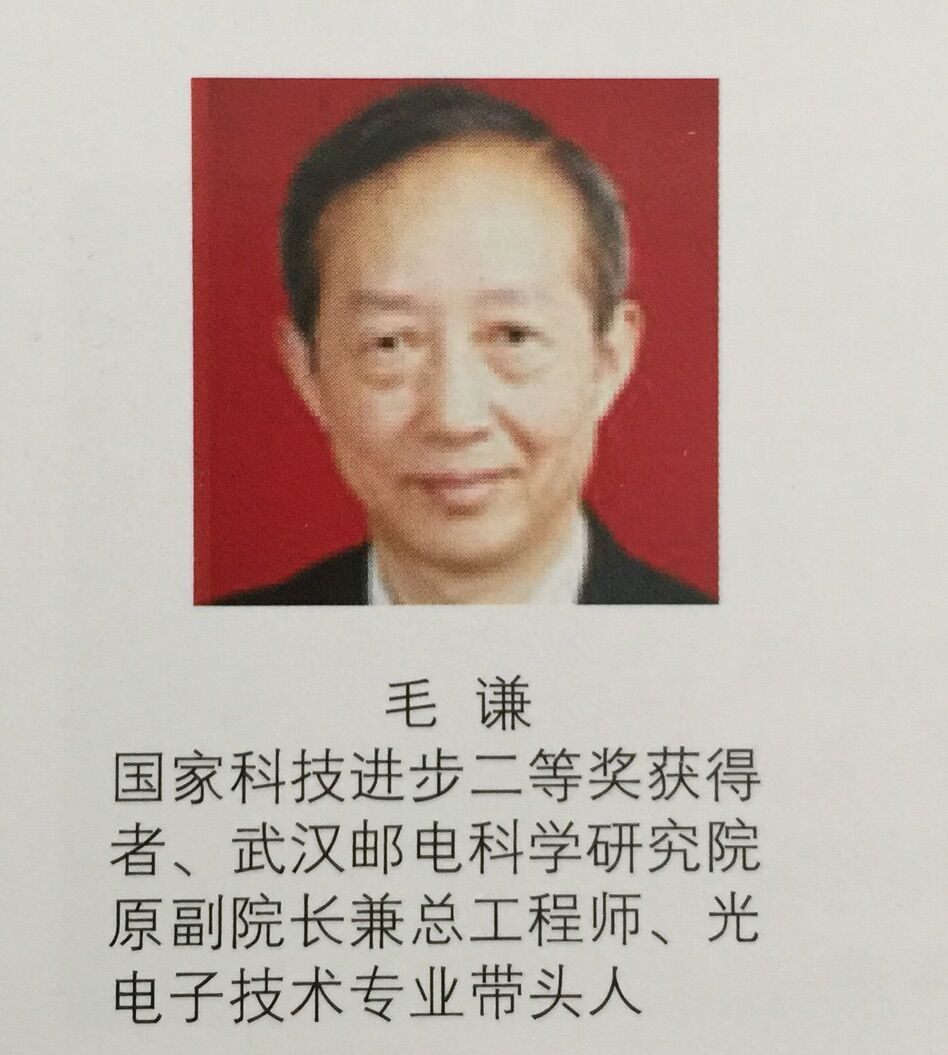 毛 谦
国家科技进步二等奖获得
者、武汉邮电科学研究院
原副院长兼总工程师、光
电子技术专业带头人